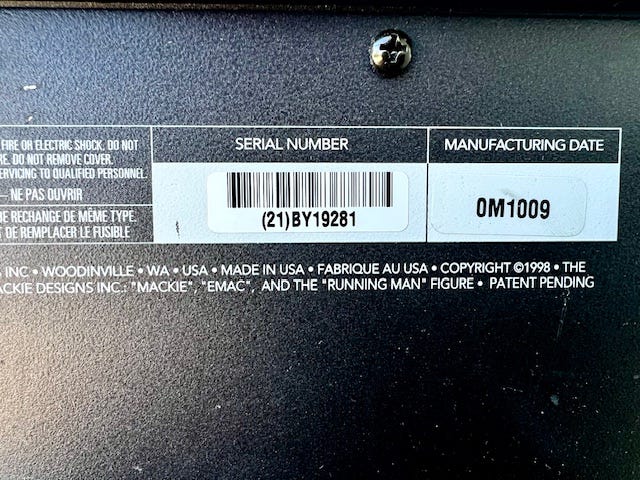 FIRE OR ELECTRIC SHOCK, DO NOT
DO NOT REMOVE COVER.
SERVICING TO QUALIFIED PERSONNEL.
— NE PAS OUVRIR
RECHANGE DE MÊME TYPE.
DE REMPLACER LE FUSIBLE
SERIAL NUMBER
(21)BY19281
MANUFACTURING DATE
0M1009
INC • WOODINVILLE • WA • USA • MADE IN USA • FABRIQUE AU USA • COPYRIGHT ©1998 • THE
MACKIE DESIGNS INC.: "MACKIE", "EMAC", AND THE "RUNNING MAN" FIGURE • PATENT PENDING